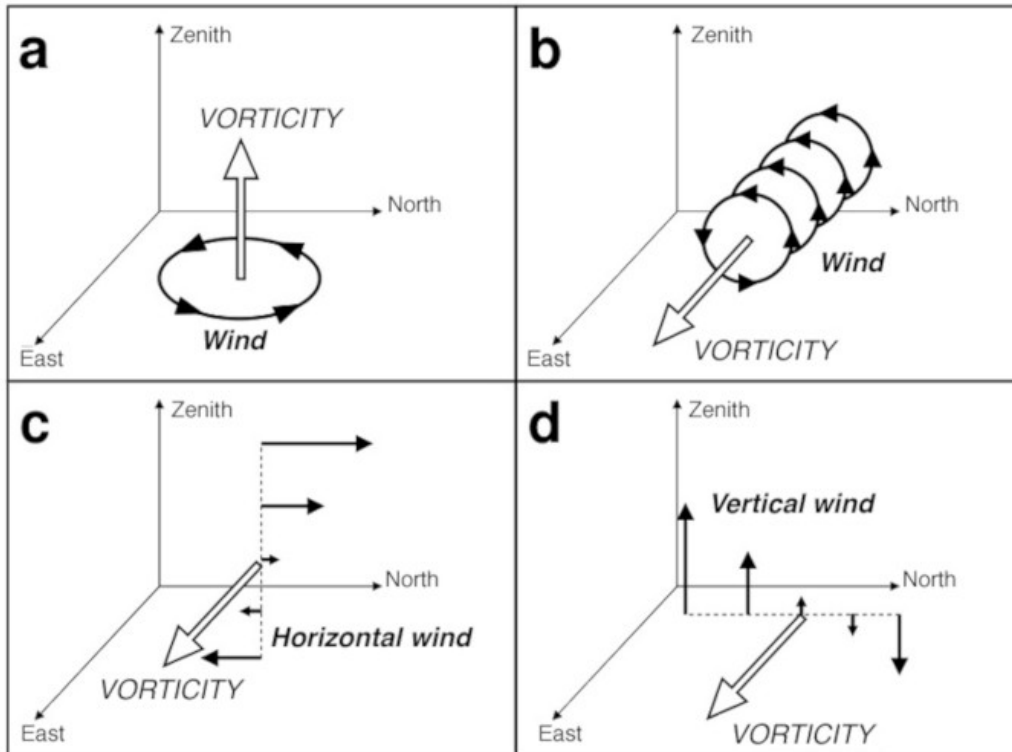 a
Zenith
VORTICITY
North
Wind
East
b
Zenith
North
Wind
VORTICITY
East
c
Zenith
North
Horizontal wind
VORTICITY
East
d
Zenith
Vertical wind
North
VORTICITY
East